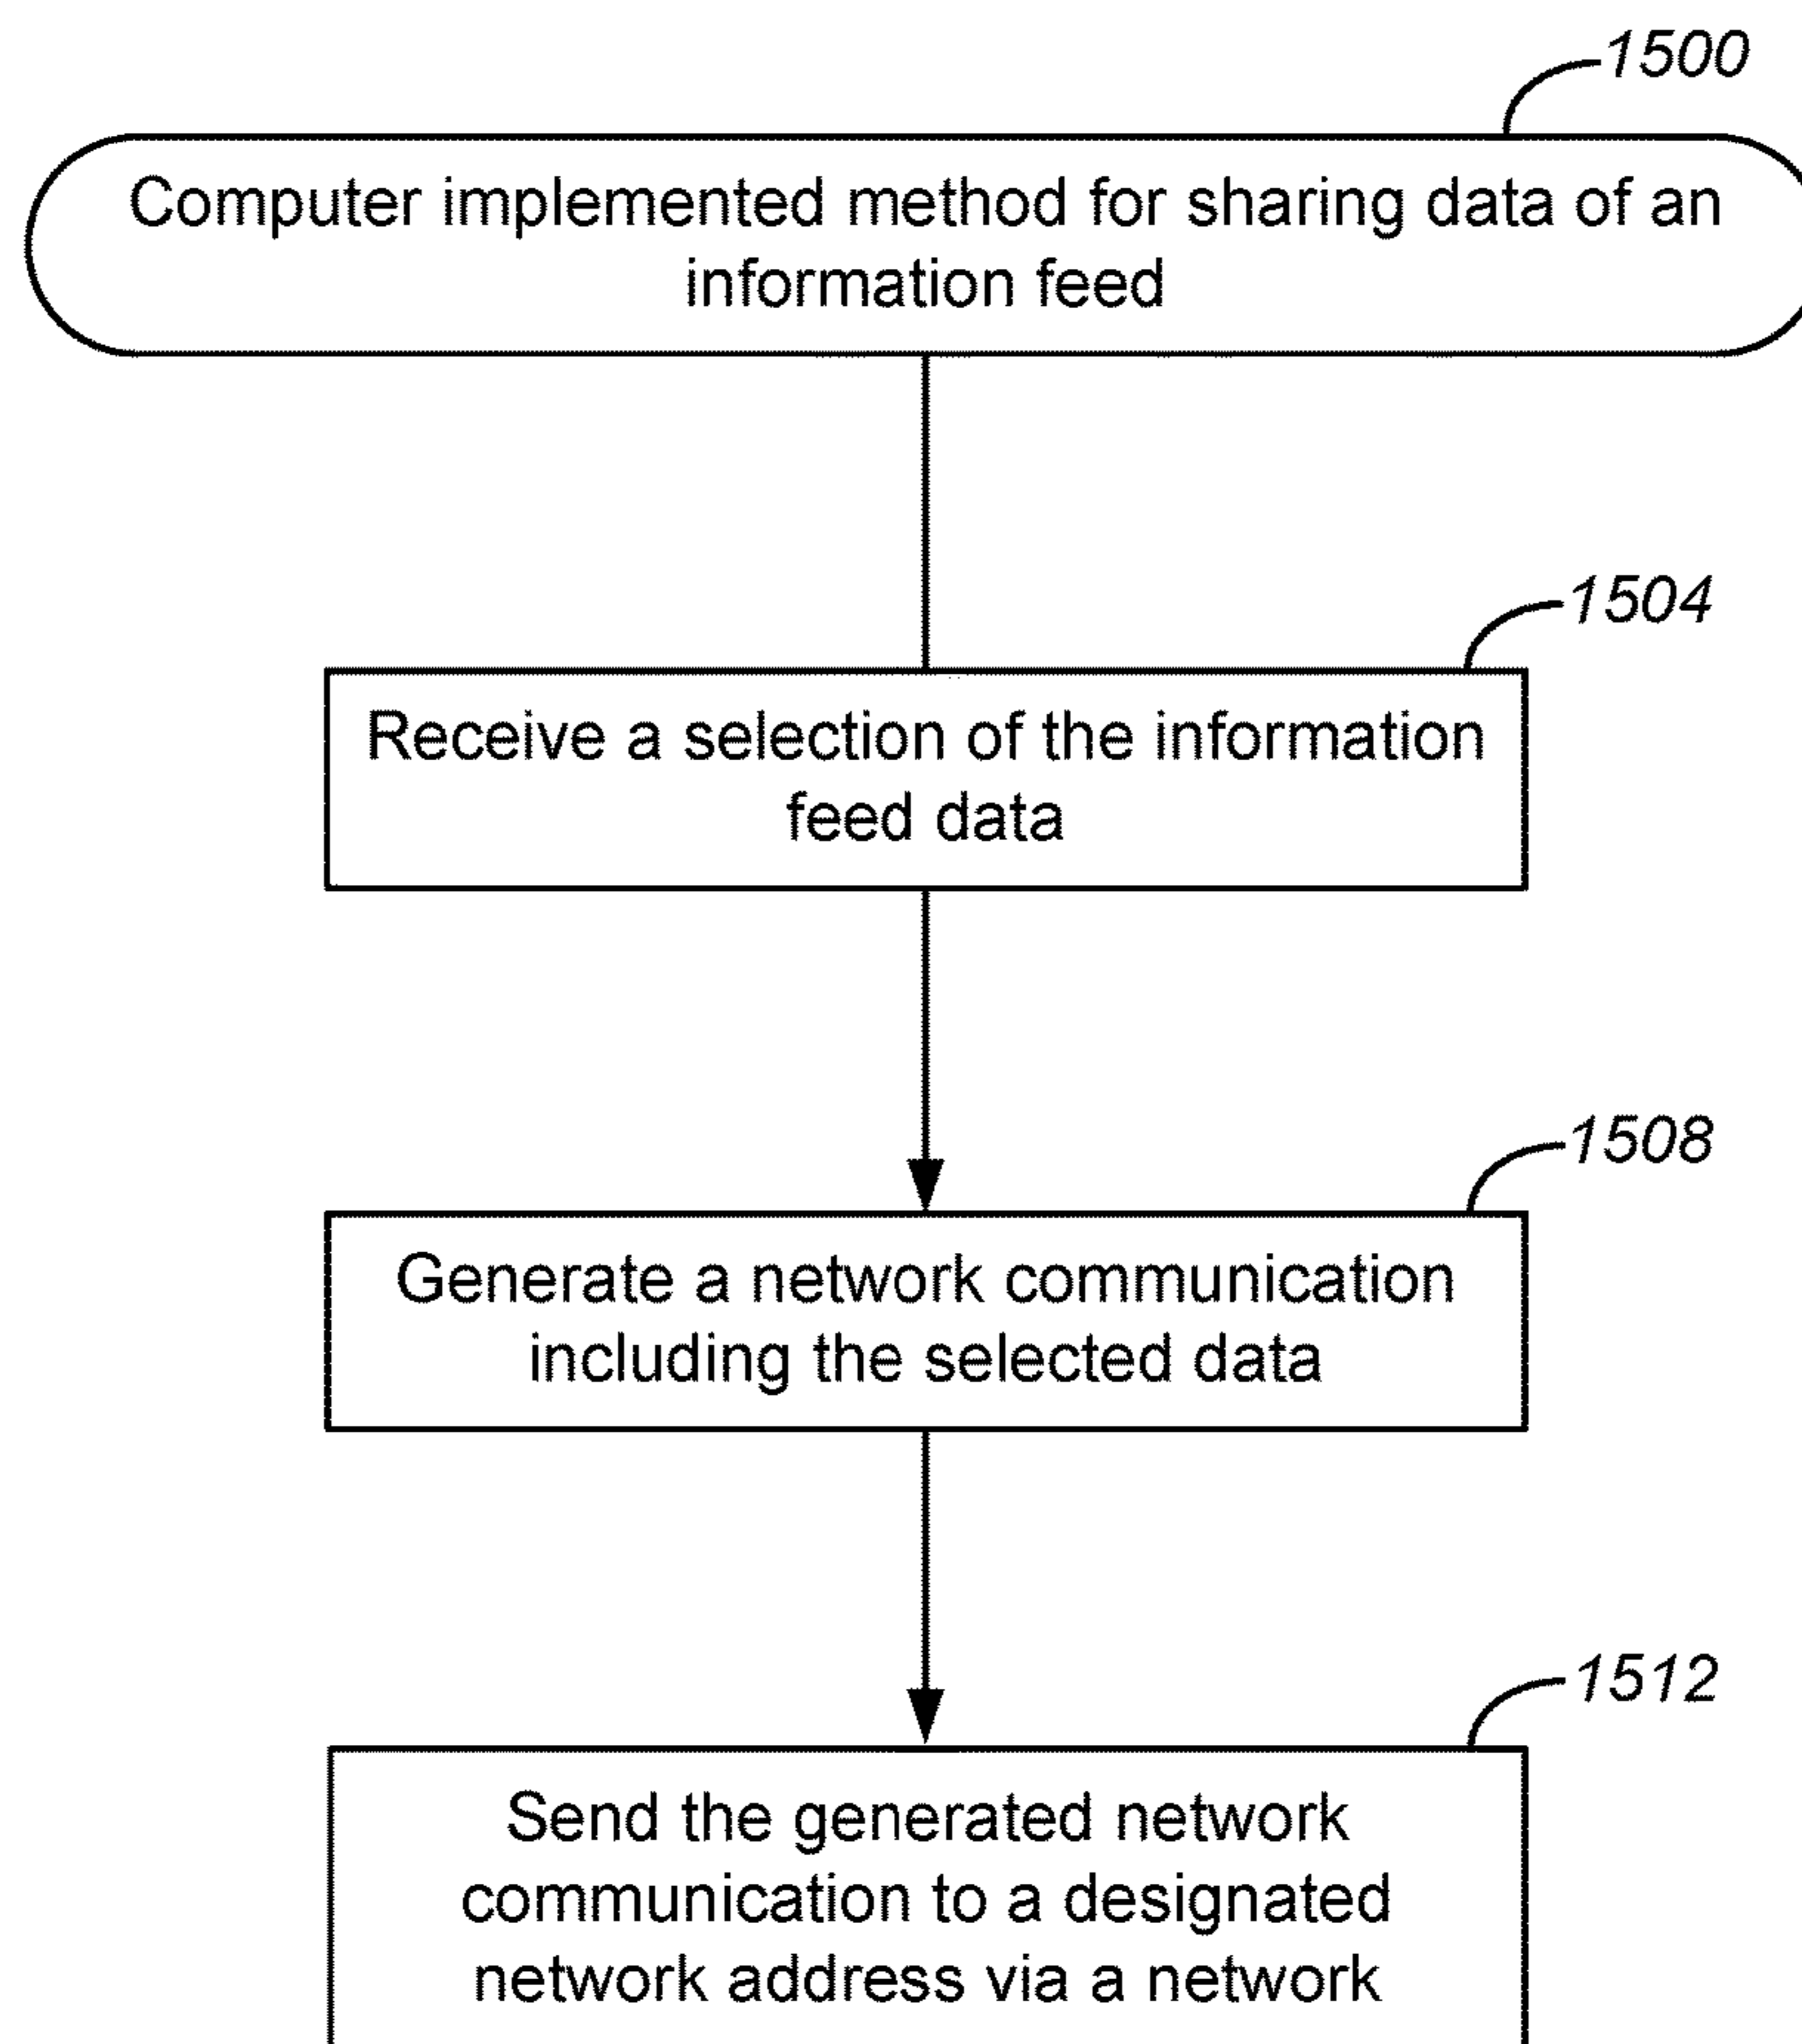 1500
Computer implemented method for sharing data of an
information feed
1504
Receive a selection of the information
feed data
1508
Generate a network communication
including the selected data
1512
Send the generated network
communication to a designated
network address via a network